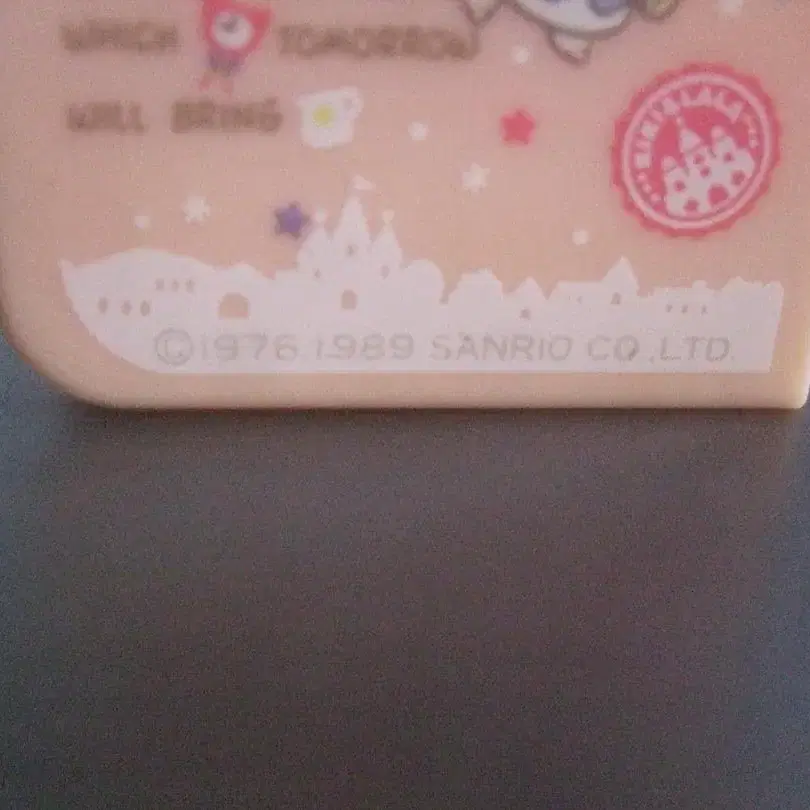 WHICH TOMORROW
WILL BRING
KIKI&LALA
©1976 1989 SANRIO CO.,LTD.